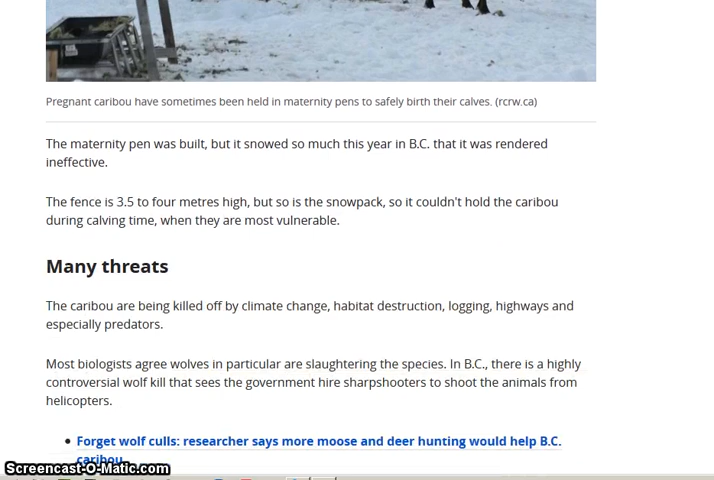 Pregnant caribou have sometimes been held in maternity pens to safely birth their calves. (rcrw.ca)
The maternity pen was built, but it snowed so much this year in B.C. that it was rendered
ineffective.
The fence is 3.5 to four metres high, but so is the snowpack, so it couldn't hold the caribou
during calving time, when they are most vulnerable.
Many threats
The caribou are being killed off by climate change, habitat destruction, logging, highways and
especially predators.
Most biologists agree wolves in particular are slaughtering the species. In B.C., there is a highly
controversial wolf kill that sees the government hire sharpshooters to shoot the animals from
helicopters.
• Forget wolf culls: researcher says more moose and deer hunting would help B.C.
caribou
Screencast-O-Matic.com